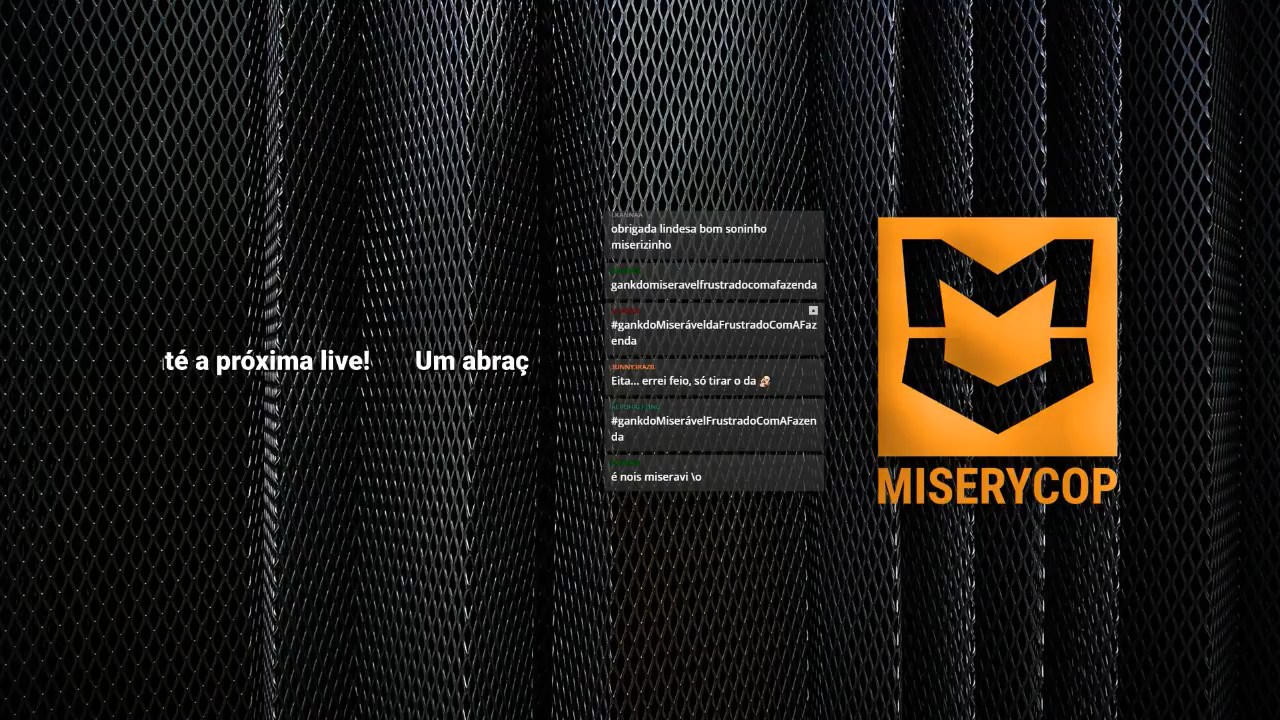 té a próxima live! Um abraç
obrigada lindesa bom soninho
miserizinho
gankdomiseravelfrustradocomafazenda
#gankdoMiseráveldaFrustradoComAFaz
enda
JUNNY3RAZIL
Eita... errei feio, só tirar o da
#gankdoMiserávelFrustradoComAFazen
da
é nois miseravi \o
MISERYCOP